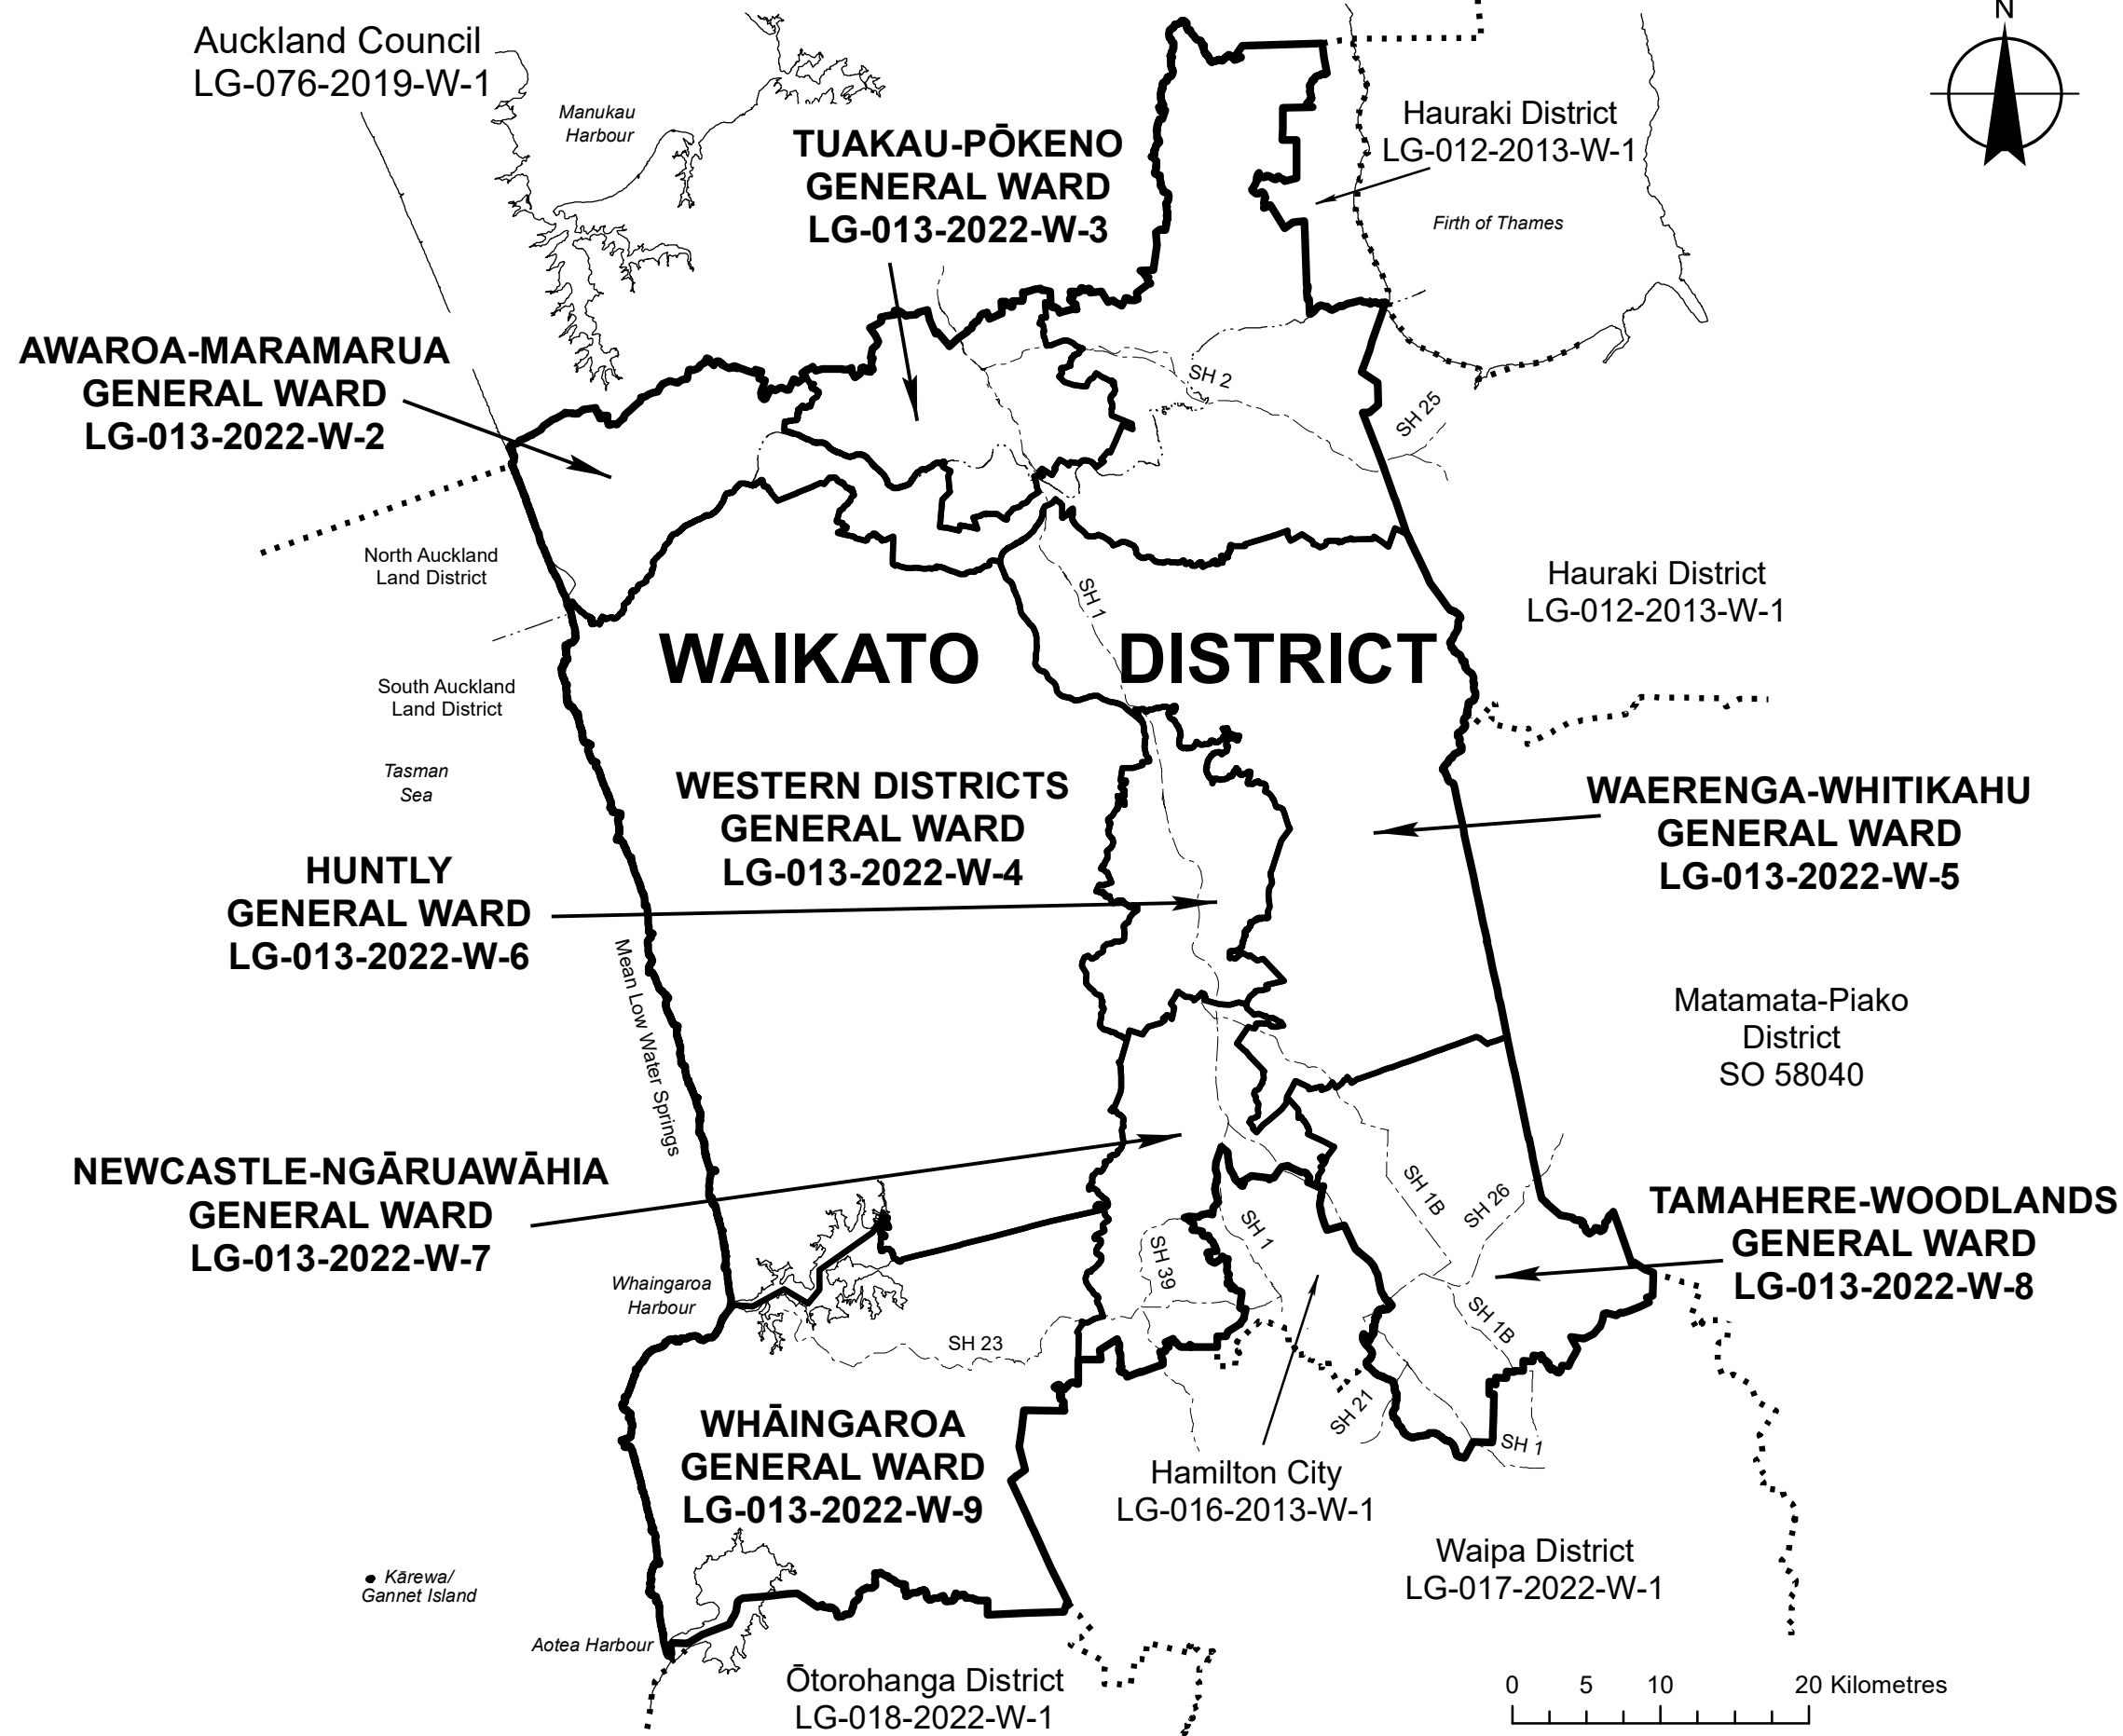 Auckland Council
LG-076-2019-W-1
Manukau
Harbour
TUAKAU-PŌKENO
GENERAL WARD
LG-013-2022-W-3
Hauraki District
LG-012-2013-W-1
Firth of Thames
N
AWAROA-MARAMARUA
GENERAL WARD
LG-013-2022-W-2
SH 2
SH 25
North Auckland
Land District
SH 1
Hauraki District
LG-012-2013-W-1
WAIKATO DISTRICT
South Auckland
Land District
Tasman
Sea
WESTERN DISTRICTS
GENERAL WARD
LG-013-2022-W-4
WAERENGA-WHITIKAHU
GENERAL WARD
LG-013-2022-W-5
HUNTLY
GENERAL WARD
LG-013-2022-W-6
Mean Low Water Springs
Matamata-Piako
District
SO 58040
NEWCASTLE-NGĀRUAWĀHIA
GENERAL WARD
LG-013-2022-W-7
SH 1B
SH 26
TAMAHERE-WOODLANDS
GENERAL WARD
LG-013-2022-W-8
SH 1
SH 39
Whaingaroa
Harbour
SH 23
SH 1B
SH 21
SH 1
WHĀINGAROA
GENERAL WARD
LG-013-2022-W-9
Hamilton City
LG-016-2013-W-1
Waipa District
LG-017-2022-W-1
Kārewa/
Gannet Island
Aotea Harbour
Ōtorohanga District
LG-018-2022-W-1
0 5 10 20 Kilometres